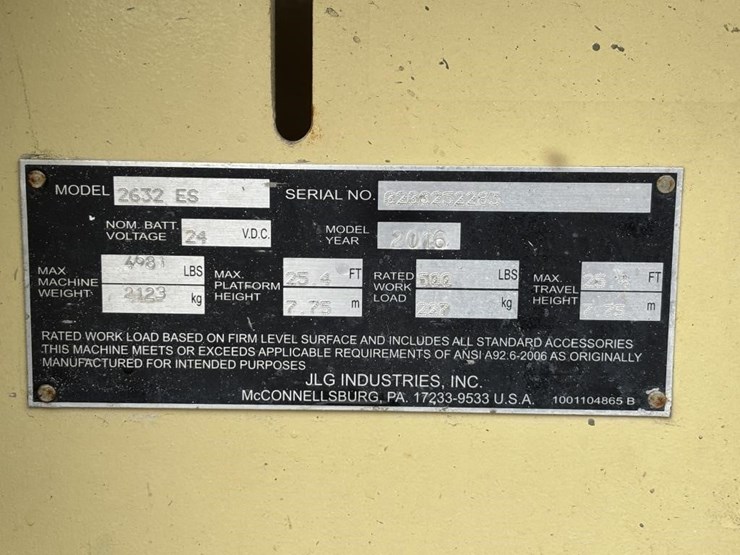 MODEL 2632 ES SERIAL NO.
NOM. BATT. VOLTAGE 24 V.D.C. MODEL YEAR 2016
MAX MACHINE WEIGHT LBS 2123 kg
MAX. PLATFORM HEIGHT 25.4 FT 7.75 m
RATED WORK LOAD LBS kg
MAX. TRAVEL HEIGHT FT m
RATED WORK LOAD BASED ON FIRM LEVEL SURFACE AND INCLUDES ALL STANDARD ACCESSORIES
THIS MACHINE MEETS OR EXCEEDS APPLICABLE REQUIREMENTS OF ANSI A92.6-2006 AS ORIGINALLY
MANUFACTURED FOR INTENDED PURPOSES
JLG INDUSTRIES, INC.
McCONNELLSBURG, PA. 17233-9533 U.S.A. 1001104865 B